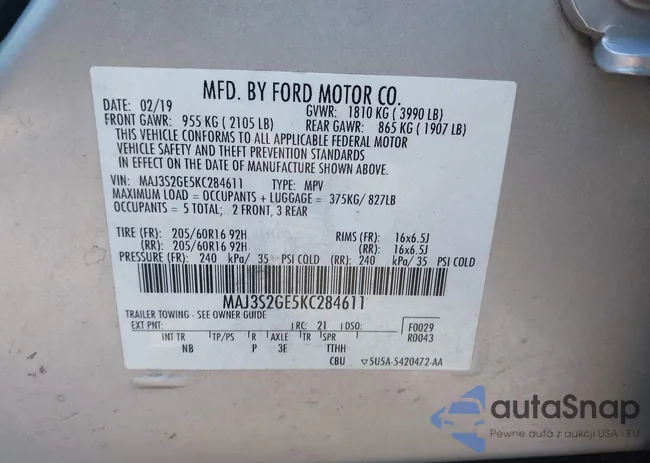 MFD. BY FORD MOTOR CO.
DATE: 02/19 GVWR: 1810 KG ( 3990 LB)
FRONT GAWR: 955 KG ( 2105 LB) REAR GAWR: 865 KG ( 1907 LB)
THIS VEHICLE CONFORMS TO ALL APPLICABLE FEDERAL MOTOR
VEHICLE SAFETY AND THEFT PREVENTION STANDARDS
IN EFFECT ON THE DATE OF MANUFACTURE SHOWN ABOVE.
VIN: MAJ3S2GE5KC284611 TYPE: MPV
MAXIMUM LOAD = OCCUPANTS + LUGGAGE = 375KG/ 827LB
OCCUPANTS = 5 TOTAL; 2 FRONT, 3 REAR
TIRE (FR): 205/60R16 92H RIMS (FR): 16x6.5J
(RR): 205/60R16 92H (RR): 16x6.5J
PRESSURE (FR): 240 kPa/ 35 PSI COLD (RR): 240 kPa/ 35 PSI COLD
MAJ3S2GE5KC284611
TRAILER TOWING - SEE OWNER GUIDE
EXT PNT: RC: 21 DSO: F0029
INT TR TP/PS R AXLE TR SPR R0043
NB P 3E TTHH
CBU 5U5A-5420472-AA
autaSnap
Pewne auta z aukcji USA - EU